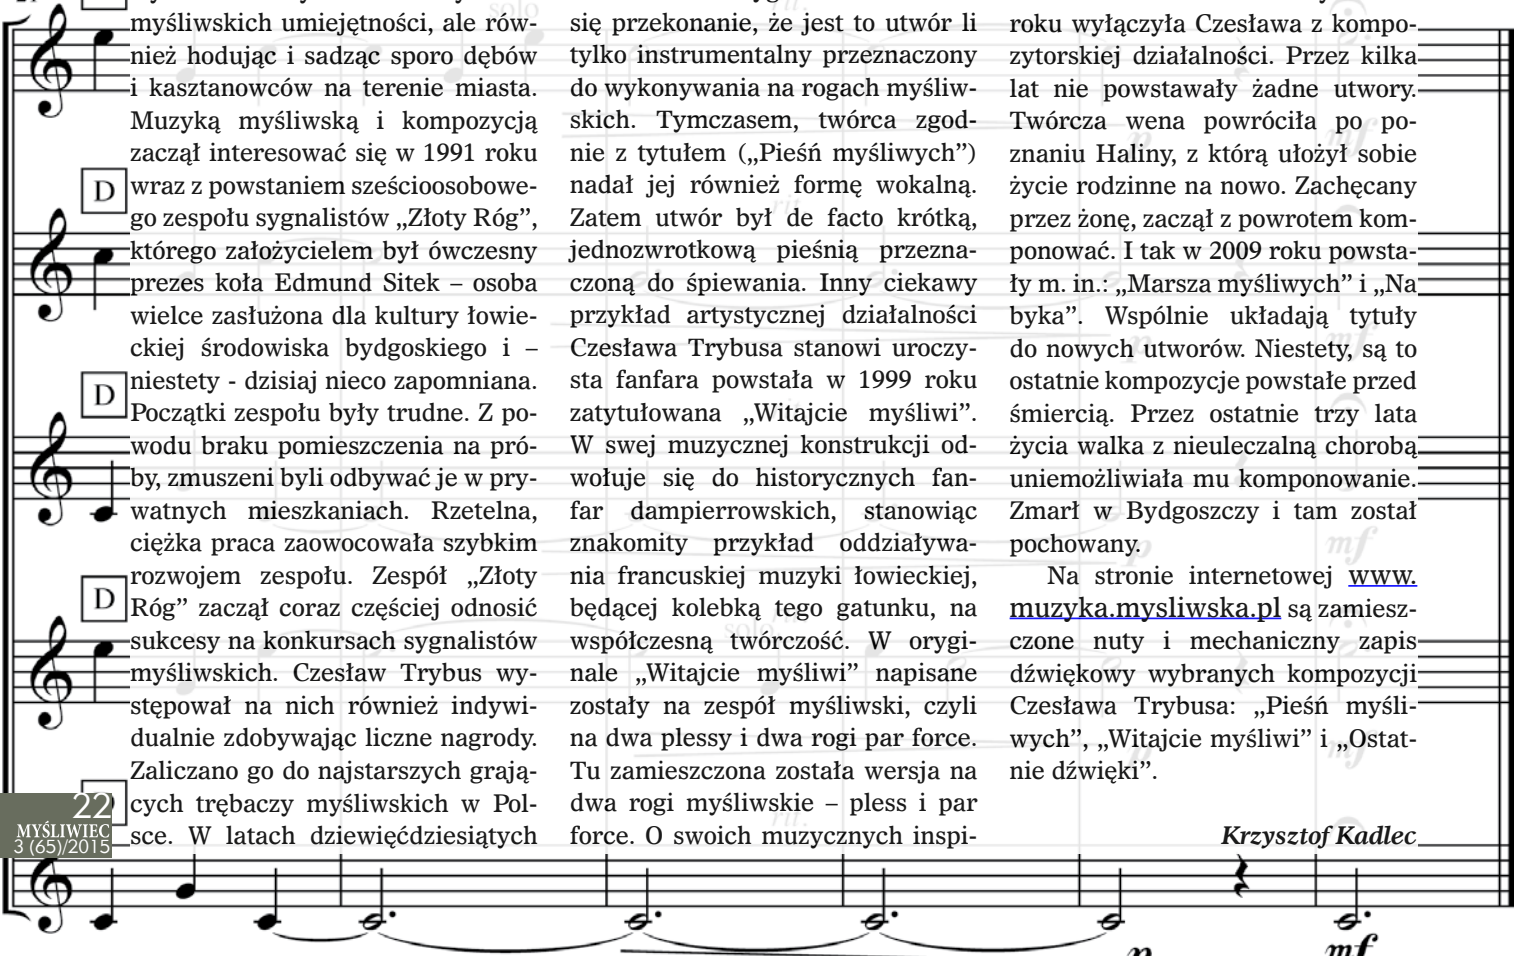 myśliwskich umiejętności, ale rów-
nież hodując i sadząc sporo dębów
i kasztanowców na terenie miasta.
Muzyką myśliwską i kompozycją
zaczął interesować się w 1991 roku
wraz z powstaniem sześcioosobowe-
go zespołu sygnalistów „Złoty Róg”,
którego założycielem był ówczesny
prezes koła Edmund Sitek – osoba
wielce zasłużona dla kultury łowie-
ckiej środowiska bydgoskiego i –
niestety - dzisiaj nieco zapomniana.
Początki zespołu były trudne. Z po-
wodu braku pomieszczenia na pró-
by, zmuszeni byli odbywać je w pry-
watnych mieszkaniach. Rzetelna,
ciężka praca zaowocowała szybkim
rozwojem zespołu. Zespół „Złoty
Róg” zaczął coraz częściej odnosić
sukcesy na konkursach sygnalistów
myśliwskich. Czesław Trybus wy-
stępował na nich również indywi-
dualnie zdobywając liczne nagrody.
Zaliczano go do najstarszych grają-
cych trębaczy myśliwskich w Pol-
sce. W latach dziewięćdziesiątych
się przekonanie, że jest to utwór li
tylko instrumentalny przeznaczony
do wykonywania na rogach myśliw-
skich. Tymczasem, twórca zgod-
nie z tytułem („Pieśń myśliwych”)
nadał jej również formę wokalną.
Zatem utwór był de facto krótką,
jednozwrotkową pieśnią przezna-
czoną do śpiewania. Inny ciekawy
przykład artystycznej działalności
Czesława Trybusa stanowi uroczy-
sta fanfara powstała w 1999 roku
zatytułowana „Witajcie myśliwi”.
W swej muzycznej konstrukcji od-
wołuje się do historycznych fan-
far dampierrowskich, stanowiąc
znakomity przykład oddziaływa-
nia francuskiej muzyki łowieckiej,
będącej kolebką tego gatunku, na
współczesną twórczość. W orygi-
nale „Witajcie myśliwi” napisane
zostały na zespół myśliwski, czyli
na dwa plessy i dwa rogi par force.
Tu zamieszczona została wersja na
dwa rogi myśliwskie – pless i par
force. O swoich muzycznych inspi-
roku wyłączyła Czesława z kompo-
zytorskiej działalności. Przez kilka
lat nie powstawały żadne utwory.
Twórcza wena powróciła po po-
znaniu Haliny, z którą ułożył sobie
życie rodzinne na nowo. Zachęcany
przez żonę, zaczął z powrotem kom-
ponować. I tak w 2009 roku powsta-
ły m. in.: „Marsza myśliwych” i „Na
byka”. Wspólnie układają tytuły
do nowych utworów. Niestety, są to
ostatnie kompozycje powstałe przed
śmiercią. Przez ostatnie trzy lata
życia walka z nieuleczalną chorobą
uniemożliwiała mu komponowanie.
Zmarł w Bydgoszczy i tam został
pochowany.
Na stronie internetowej www.
muzyka.mysliwska.pl są zamiesz-
czone nuty i mechaniczny zapis
dźwiękowy wybranych kompozycji
Czesława Trybusa: „Pieśń myśli-
wych”, „Witajcie myśliwi” i „Ostat-
nie dźwięki”.
Krzysztof Kadlec
D
D
D
22
MYŚLIWIEC
3 (65)/2015
mf